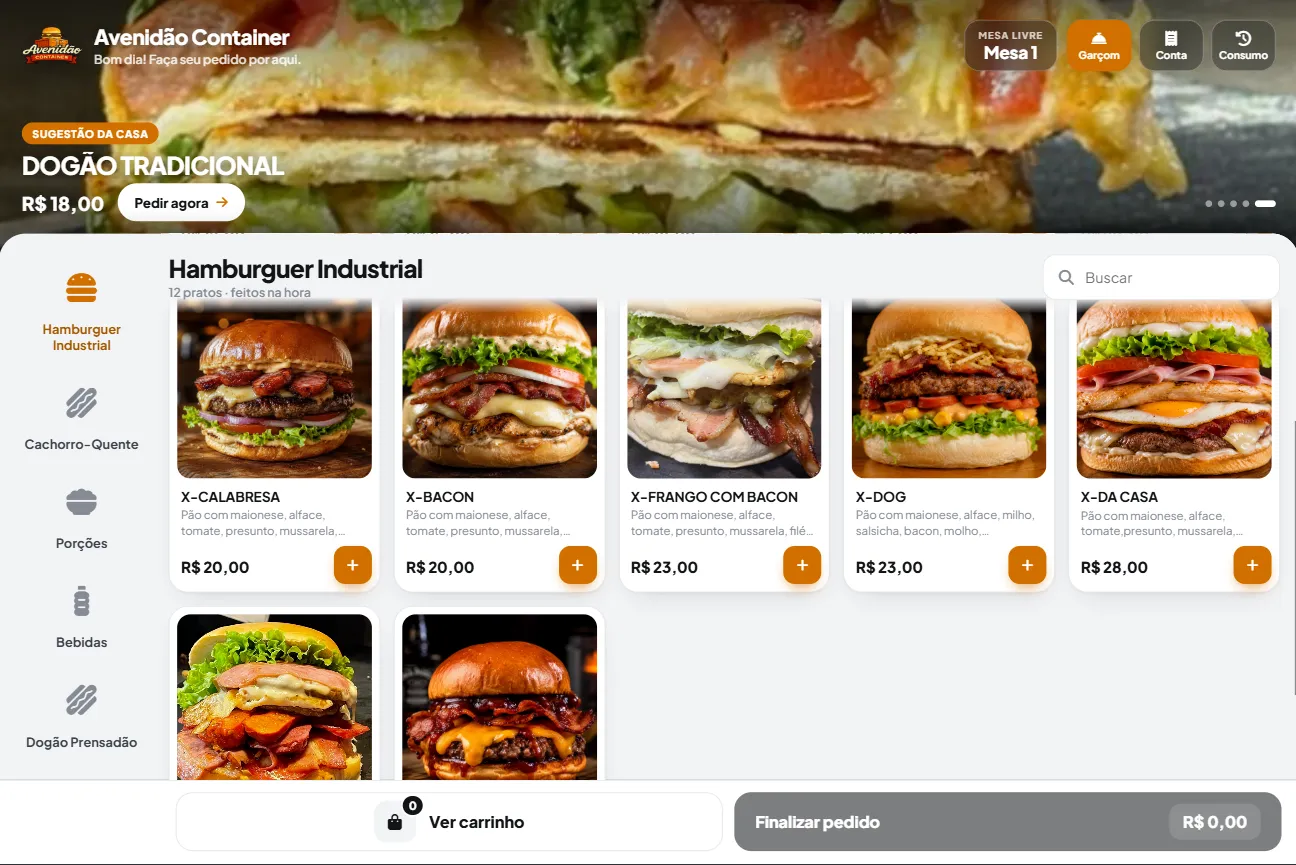 Avenidão
CONTAINER
Avenidão Container
Bom dia! Faça seu pedido por aqui.
MESA LIVRE
Mesa 1
Garçom
Conta
Consumo
SUGESTÃO DA CASA
DOGÃO TRADICIONAL
R$ 18,00
Pedir agora →
Hamburguer
Industrial
Cachorro-Quente
Porções
Bebidas
Dogão Prensadão
Hamburguer Industrial
12 pratos · feitos na hora
Buscar
X-CALABRESA
Pão com maionese, alface,
tomate, presunto, mussarela,...
R$ 20,00
+
X-BACON
Pão com maionese, alface,
tomate, presunto, mussarela,...
R$ 20,00
+
X-FRANGO COM BACON
Pão com maionese, alface,
tomate, presunto, mussarela, filé...
R$ 23,00
+
X-DOG
Pão com maionese, alface, milho,
salsicha, bacon, molho,...
R$ 23,00
+
X-DA CASA
Pão com maionese, alface,
tomate,presunto, mussarela,...
R$ 28,00
+
0
Ver carrinho
Finalizar pedido
R$ 0,00